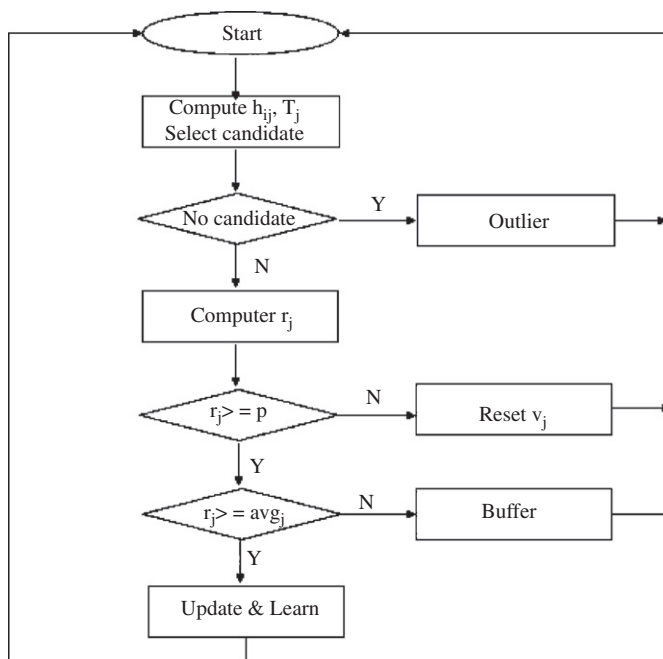 Start
Compute hij, Tj
Select candidate
No candidate
Y
Outlier
N
Computer rj
rj> = p
N
Reset vj
Y
rj> = avgj
N
Buffer
Y
Update & Learn